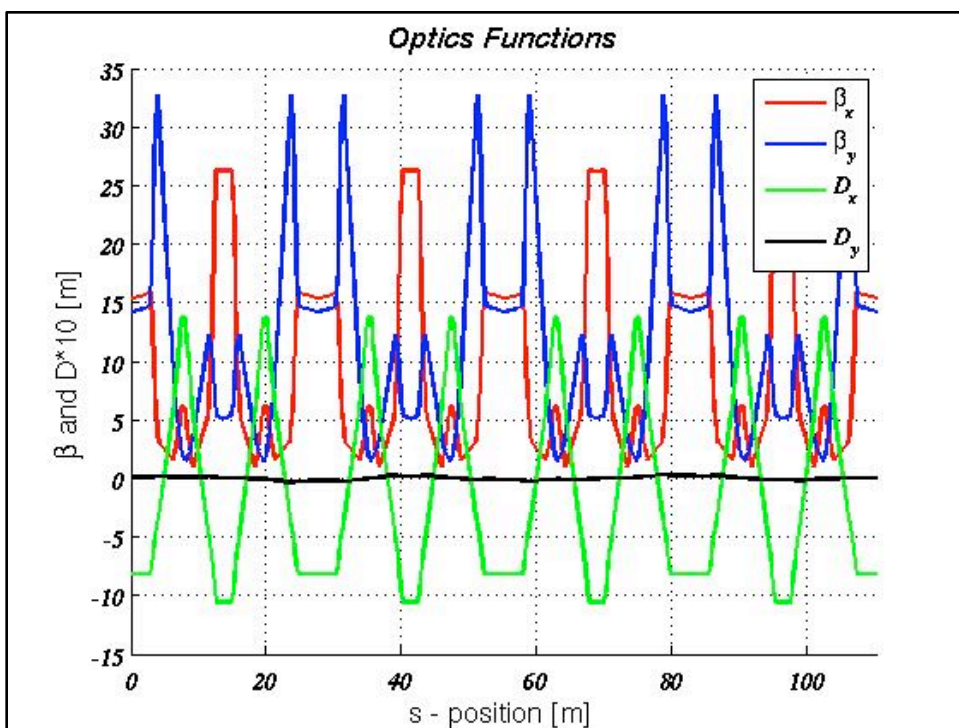 Optics Functions
35
30
25
20
15
10
5
0
-5
-10
-15
β and D*10 [m]
βx
βy
Dx
Dy
0 20 40 60 80 100
s - position [m]